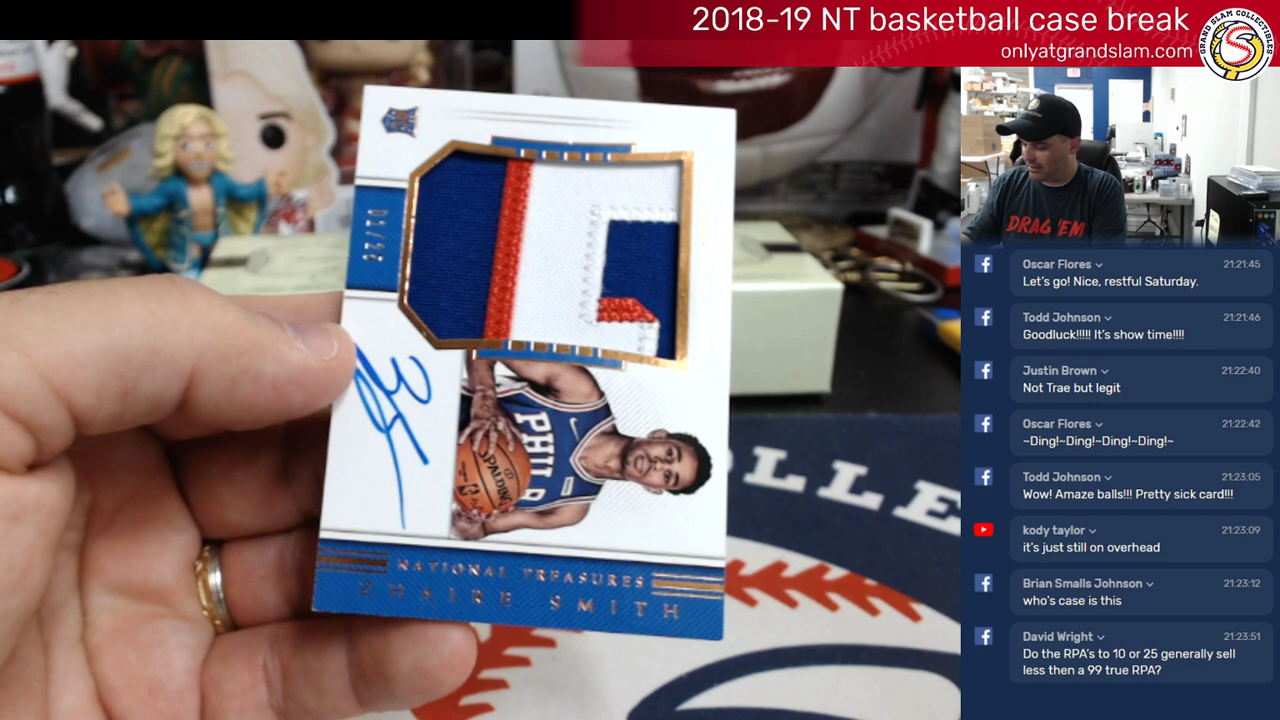 2018-19 NT basketball case break
onlyatgrandslam.com
GRAND SLAM COLLECTIBLES
DRAG 'EM
PHILA
SPALDING
NATIONAL TREASURES
ZHAIRE SMITH
LLE
Oscar Flores 21:21:45
Let's go! Nice, restful Saturday.
Todd Johnson 21:21:46
Goodluck!!!!! It's show time!!!!
Justin Brown 21:22:40
Not Trae but legit
Oscar Flores 21:22:42
~Ding!~Ding!~Ding!~Ding!~
Todd Johnson 21:23:05
Wow! Amaze balls!!! Pretty sick card!!!
kody taylor 21:23:09
it's just still on overhead
Brian Smalls Johnson 21:23:12
who's case is this
David Wright 21:23:51
Do the RPA's to 10 or 25 generally sell
less then a 99 true RPA?